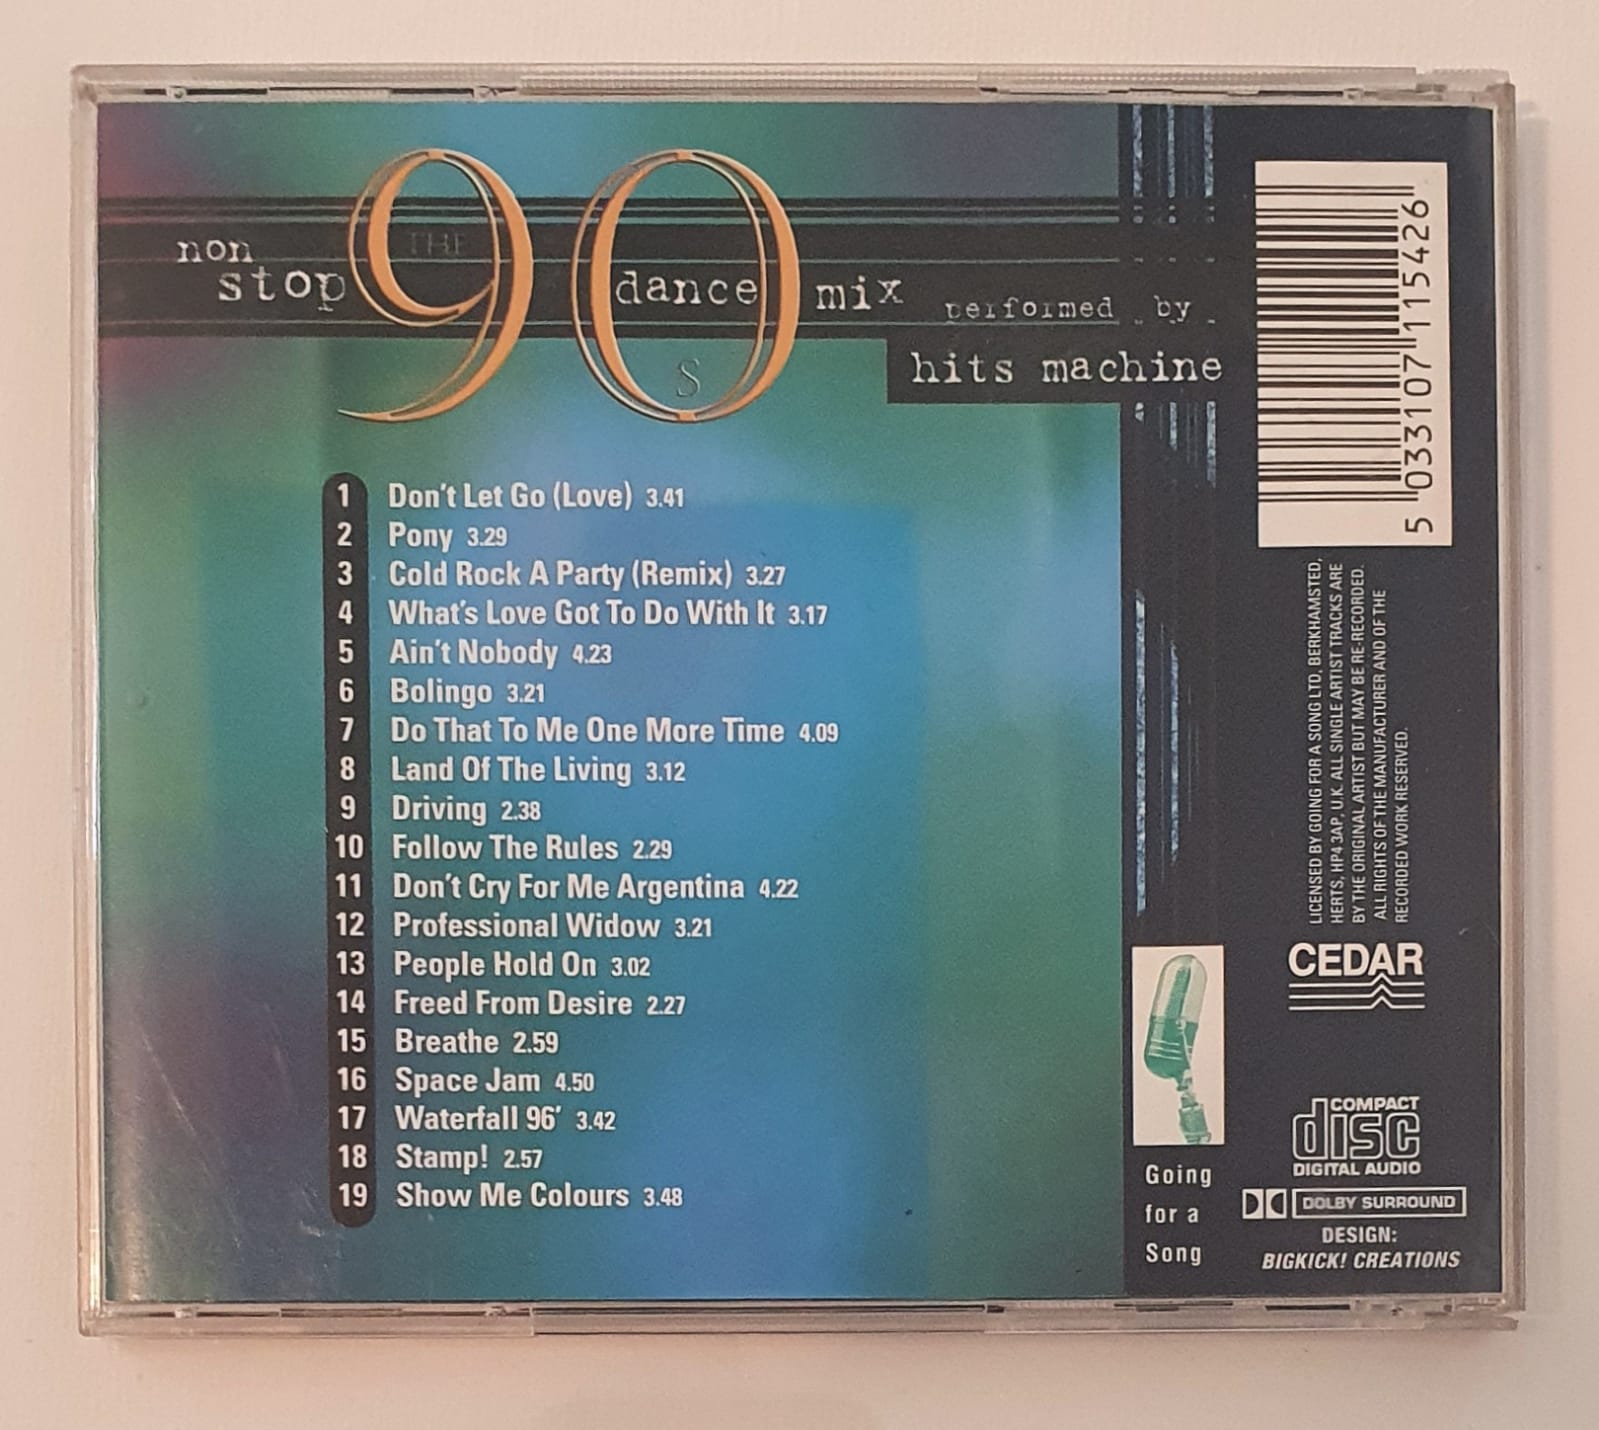 non
stop
THE
90
s
dance
mix
performed by
hits machine
1 Don't Let Go (Love) 3.41
2 Pony 3.29
3 Cold Rock A Party (Remix) 3.27
4 What's Love Got To Do With It 3.17
5 Ain't Nobody 4.23
6 Bolingo 3.21
7 Do That To Me One More Time 4.09
8 Land Of The Living 3.12
9 Driving 2.38
10 Follow The Rules 2.29
11 Don't Cry For Me Argentina 4.22
12 Professional Widow 3.21
13 People Hold On 3.02
14 Freed From Desire 2.27
15 Breathe 2.59
16 Space Jam 4.50
17 Waterfall 96' 3.42
18 Stamp! 2.57
19 Show Me Colours 3.48
5 033107 115426
LICENSED BY GOING FOR A SONG LTD, BERKHAMSTED,
HERTS, HP4 3AP, U.K. ALL SINGLE ARTIST TRACKS ARE
BY THE ORIGINAL ARTIST BUT MAY BE RE-RECORDED.
ALL RIGHTS OF THE MANUFACTURER AND OF THE
RECORDED WORK RESERVED.
CEDAR
Going
for a
Song
COMPACT
disc
DIGITAL AUDIO
DOLBY SURROUND
DESIGN:
BIGKICK! CREATIONS